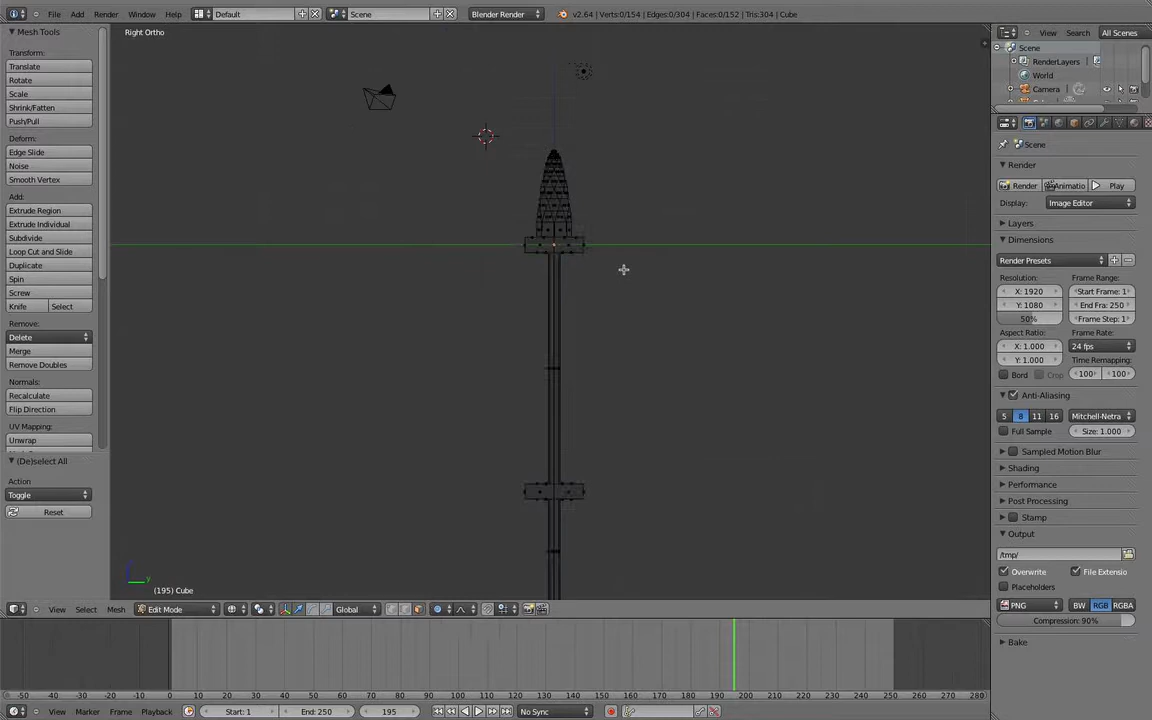 File Add Render Window Help Default Scene Blender Render v2.64 | Verts:0/154 | Edges:0/304 | Faces:0/152 | Tris:304 | Cube
Mesh Tools
Transform:
Translate
Rotate
Scale
Shrink/Fatten
Push/Pull
Deform:
Edge Slide
Noise
Smooth Vertex
Add:
Extrude Region
Extrude Individual
Subdivide
Loop Cut and Slide
Duplicate
Spin
Screw
Knife Select
Remove:
Delete
Merge
Remove Doubles
Normals:
Recalculate
Flip Direction
UV Mapping:
Unwrap
(De)select All
Action
Toggle
Reset
Right Ortho
z
y
(195) Cube
View Select Mesh Edit Mode Global
View Search All Scenes
Scene
RenderLayers
World
Camera
Scene
Render
Render Animatio Play
Display: Image Editor
Layers
Dimensions
Render Presets
Resolution: Frame Range:
X: 1920 Start Frame: 1
Y: 1080 End Fra: 250
50% Frame Step: 1
Aspect Ratio: Frame Rate:
X: 1.000 24 fps
Y: 1.000 Time Remapping:
Bord Crop 100 100
Anti-Aliasing
5 8 11 16 Mitchell-Netra
Full Sample Size: 1.000
Sampled Motion Blur
Shading
Performance
Post Processing
Stamp
Output
/tmp/
Overwrite File Extensio
Placeholders
PNG BW RGB RGBA
Compression: 90%
Bake
-50 -40 -30 -20 -10 0 10 20 30 40 50 60 70 80 90 100 110 120 130 140 150 160 170 180 190 200 210 220 230 240 250 260 270 280
View Marker Frame Playback Start: 1 End: 250 195 No Sync